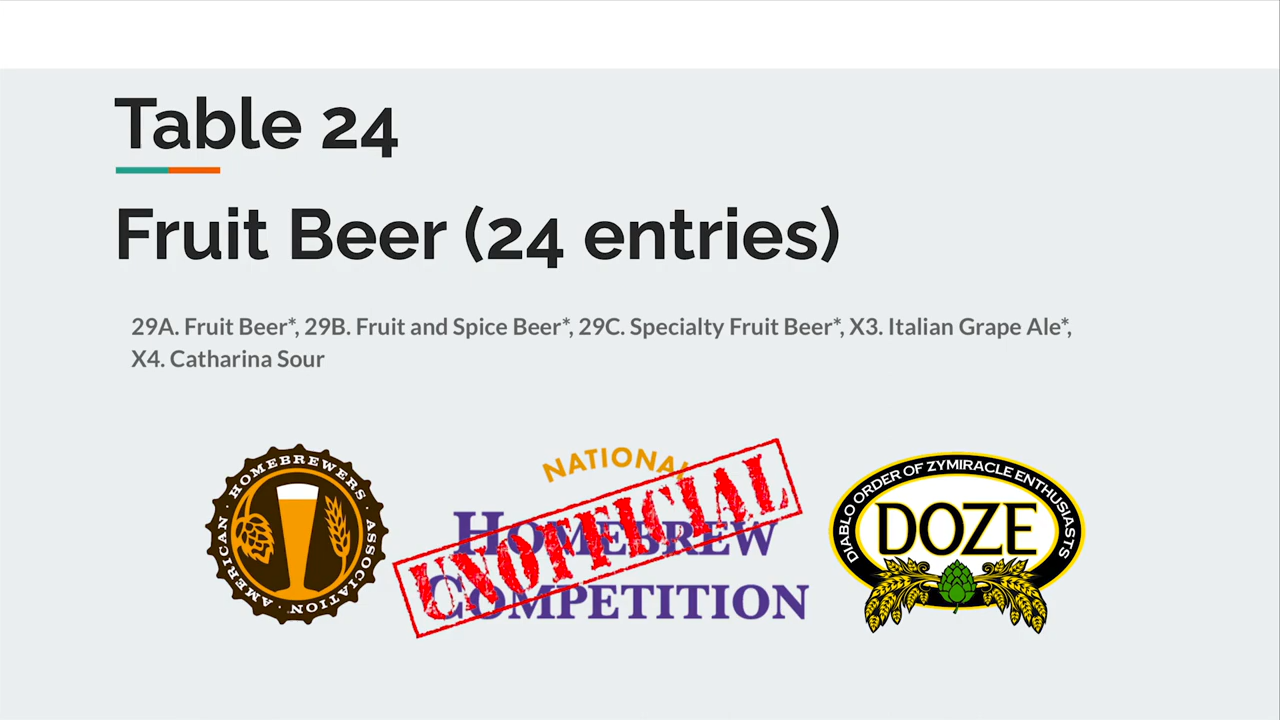 Table 24
Fruit Beer (24 entries)
29A. Fruit Beer*, 29B. Fruit and Spice Beer*, 29C. Specialty Fruit Beer*, X3. Italian Grape Ale*,
X4. Catharina Sour
· HOMEBREWERS ·
AMERICAN · ASSOCIATION
NATIONAL
HOMEBREW
COMPETITION
UNOFFICIAL
DIABLO ORDER OF ZYMIRACLE ENTHUSIASTS
DOZE